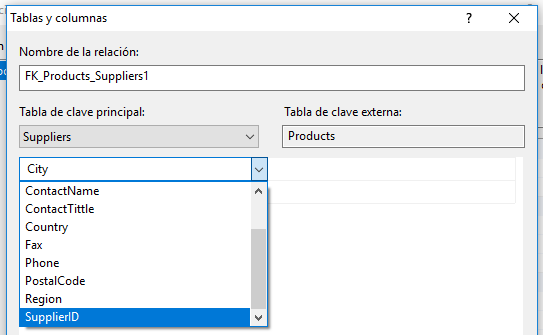 Tablas y columnas
?
Nombre de la relación:
FK_Products_Suppliers1
Tabla de clave principal:
Tabla de clave externa:
Suppliers
Products
City
ContactName
ContactTittle
Country
Fax
Phone
PostalCode
Region
SupplierID